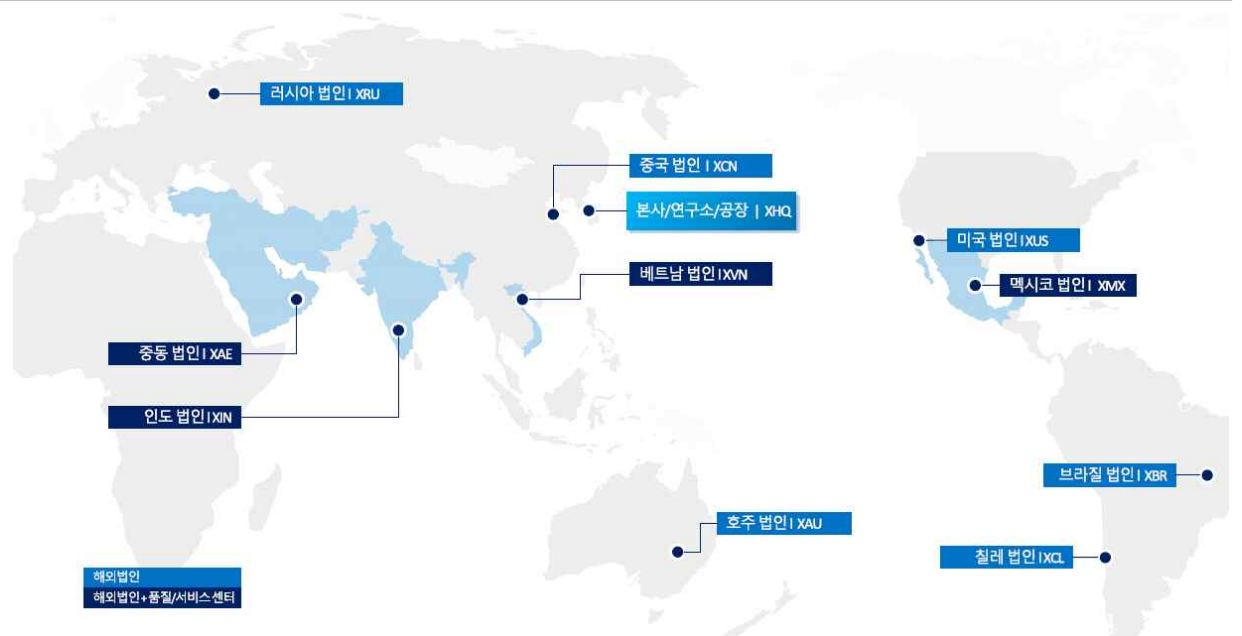 러시아 법인 I XRU
중국 법인 I XCN
본사/연구소/공장 | XHQ
미국 법인 I XUS
베트남 법인 I XVN
멕시코 법인 I XMX
중동 법인 I XAE
인도 법인 I XIN
브라질 법인 I XBR
호주 법인 I XAU
칠레 법인 I XCL
해외법인
해외법인+품질/서비스 센터